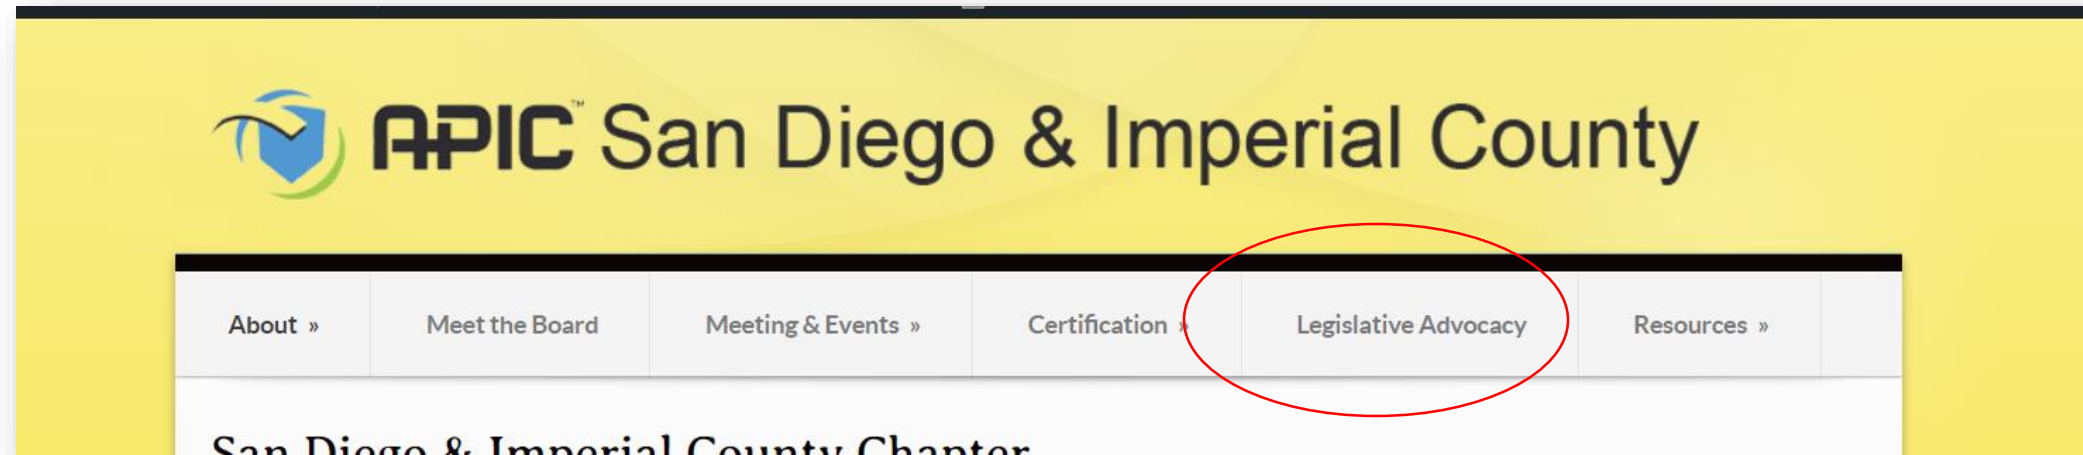 APIC™ San Diego & Imperial County
About » Meet the Board Meeting & Events » Certification » Legislative Advocacy Resources »
San Diego & Imperial County Chapter